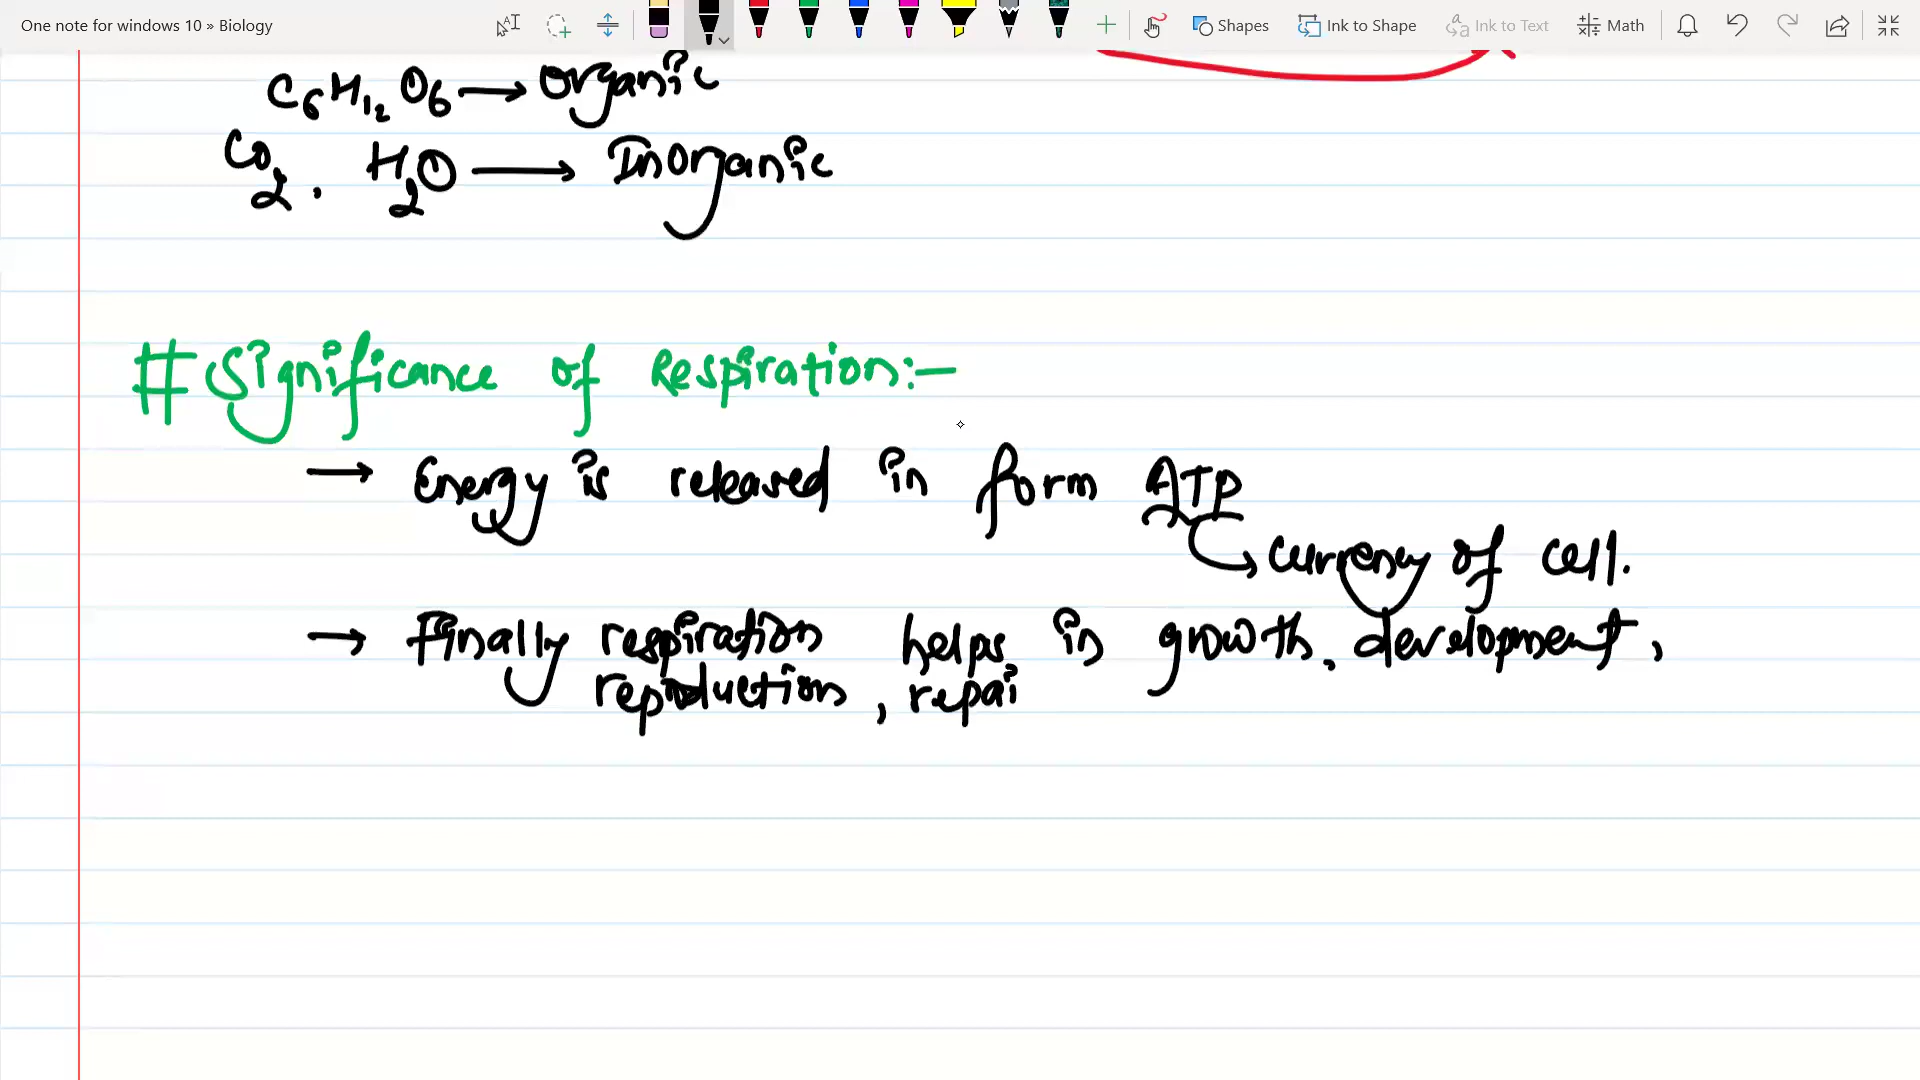 One note for windows 10 » Biology
Shapes
Ink to Shape
Ink to Text
Math
C6H12O6 → Organic
CO2, H2O → Inorganic
# Significance of Respiration:-
→ Energy is released in form ATP
↳ Currency of cell.
→ Finally respiration helps in growth, development,
reproduction, repai